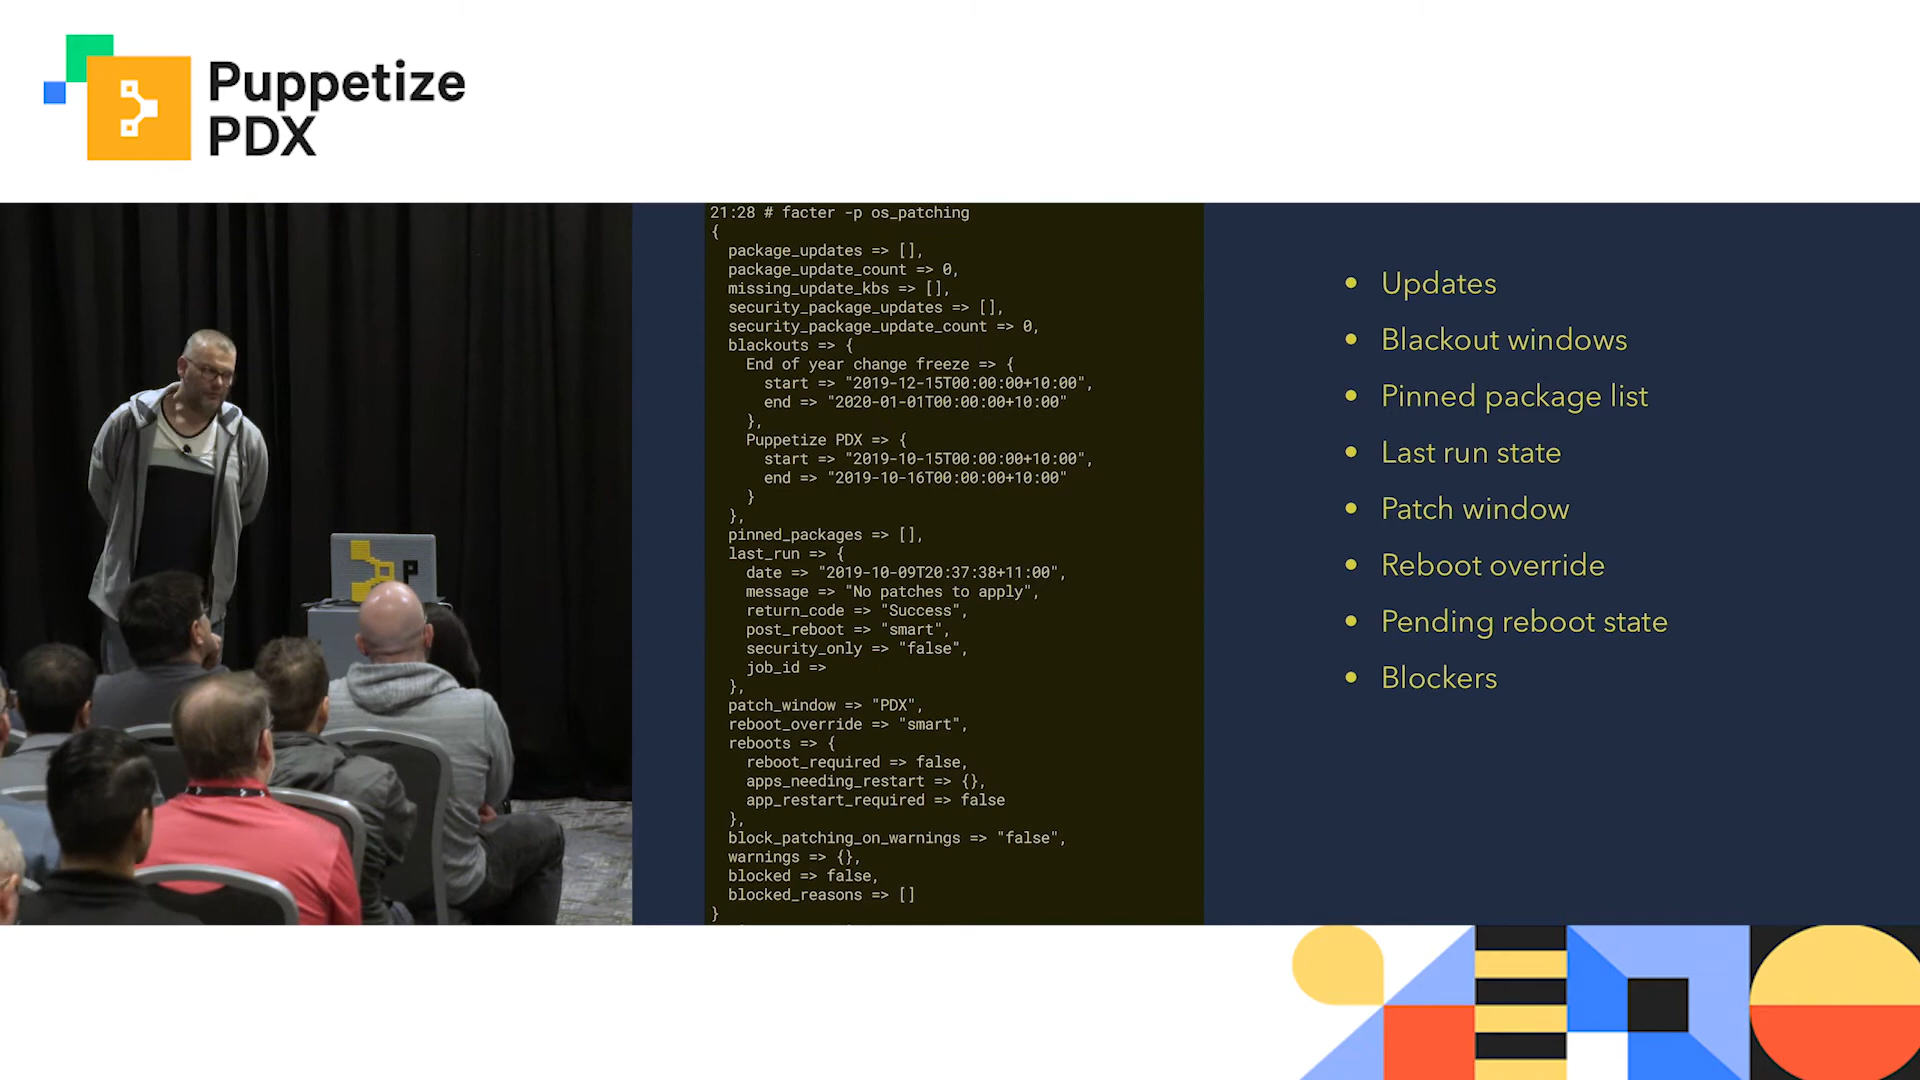 Puppetize
PDX
21:28 # facter -p os_patching
{
package_updates => [],
package_update_count => 0,
missing_update_kbs => [],
security_package_updates => [],
security_package_update_count => 0,
blackouts => {
End of year change freeze => {
start => "2019-12-15T00:00:00+10:00",
end => "2020-01-01T00:00:00+10:00"
},
Puppetize PDX => {
start => "2019-10-15T00:00:00+10:00",
end => "2019-10-16T00:00:00+10:00"
}
},
pinned_packages => [],
last_run => {
date => "2019-10-09T20:37:38+11:00",
message => "No patches to apply",
return_code => "Success",
post_reboot => "smart",
security_only => "false",
job_id =>
},
patch_window => "PDX",
reboot_override => "smart",
reboots => {
reboot_required => false,
apps_needing_restart => {},
app_restart_required => false
},
block_patching_on_warnings => "false",
warnings => {},
blocked => false,
blocked_reasons => []
}
• Updates
• Blackout windows
• Pinned package list
• Last run state
• Patch window
• Reboot override
• Pending reboot state
• Blockers
P